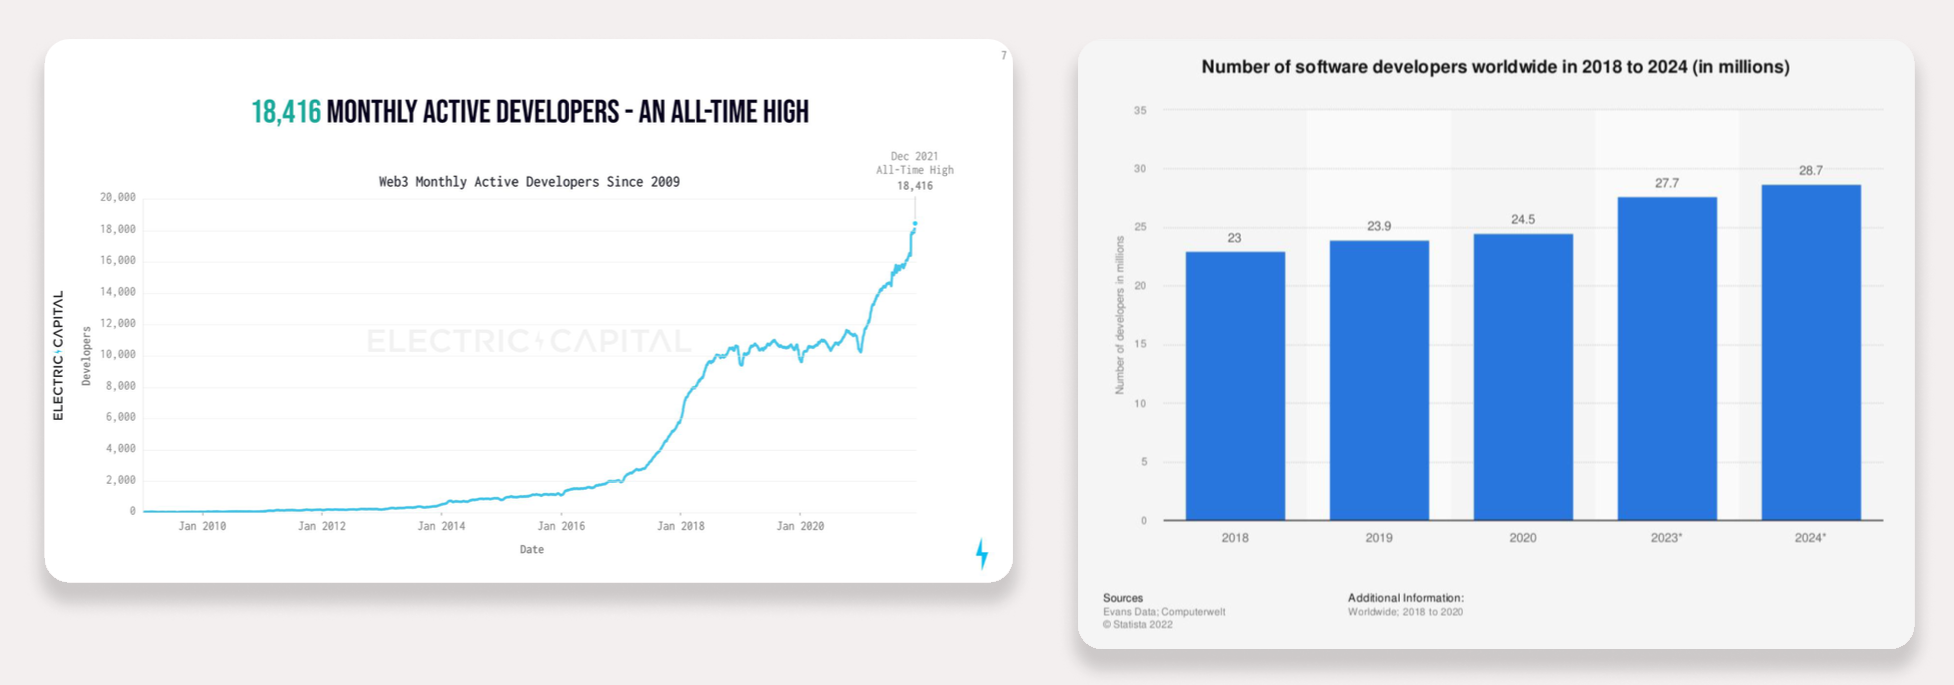 7
18,416 MONTHLY ACTIVE DEVELOPERS - AN ALL-TIME HIGH
Dec 2021
All-Time High
18,416
Web3 Monthly Active Developers Since 2009
20,000
18,000
16,000
14,000
12,000
10,000
8,000
6,000
4,000
2,000
0
Developers
ELECTRIC CAPITAL
ELECTRIC CAPITAL
Jan 2010 Jan 2012 Jan 2014 Jan 2016 Jan 2018 Jan 2020
Date
Number of software developers worldwide in 2018 to 2024 (in millions)
35
30
25
20
15
10
5
0
Number of developers in millions
23 23.9 24.5 27.7 28.7
2018 2019 2020 2023* 2024*
Sources
Evans Data; Computerwelt
© Statista 2022
Additional Information:
Worldwide; 2018 to 2020